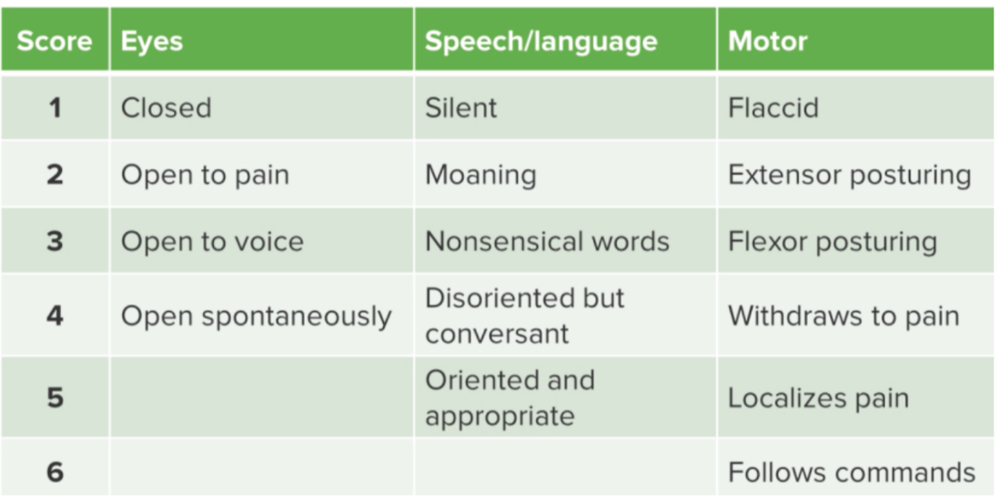 Score Eyes Speech/language Motor
1 Closed Silent Flaccid
2 Open to pain Moaning Extensor posturing
3 Open to voice Nonsensical words Flexor posturing
4 Open spontaneously Disoriented but conversant Withdraws to pain
5 Oriented and appropriate Localizes pain
6 Follows commands